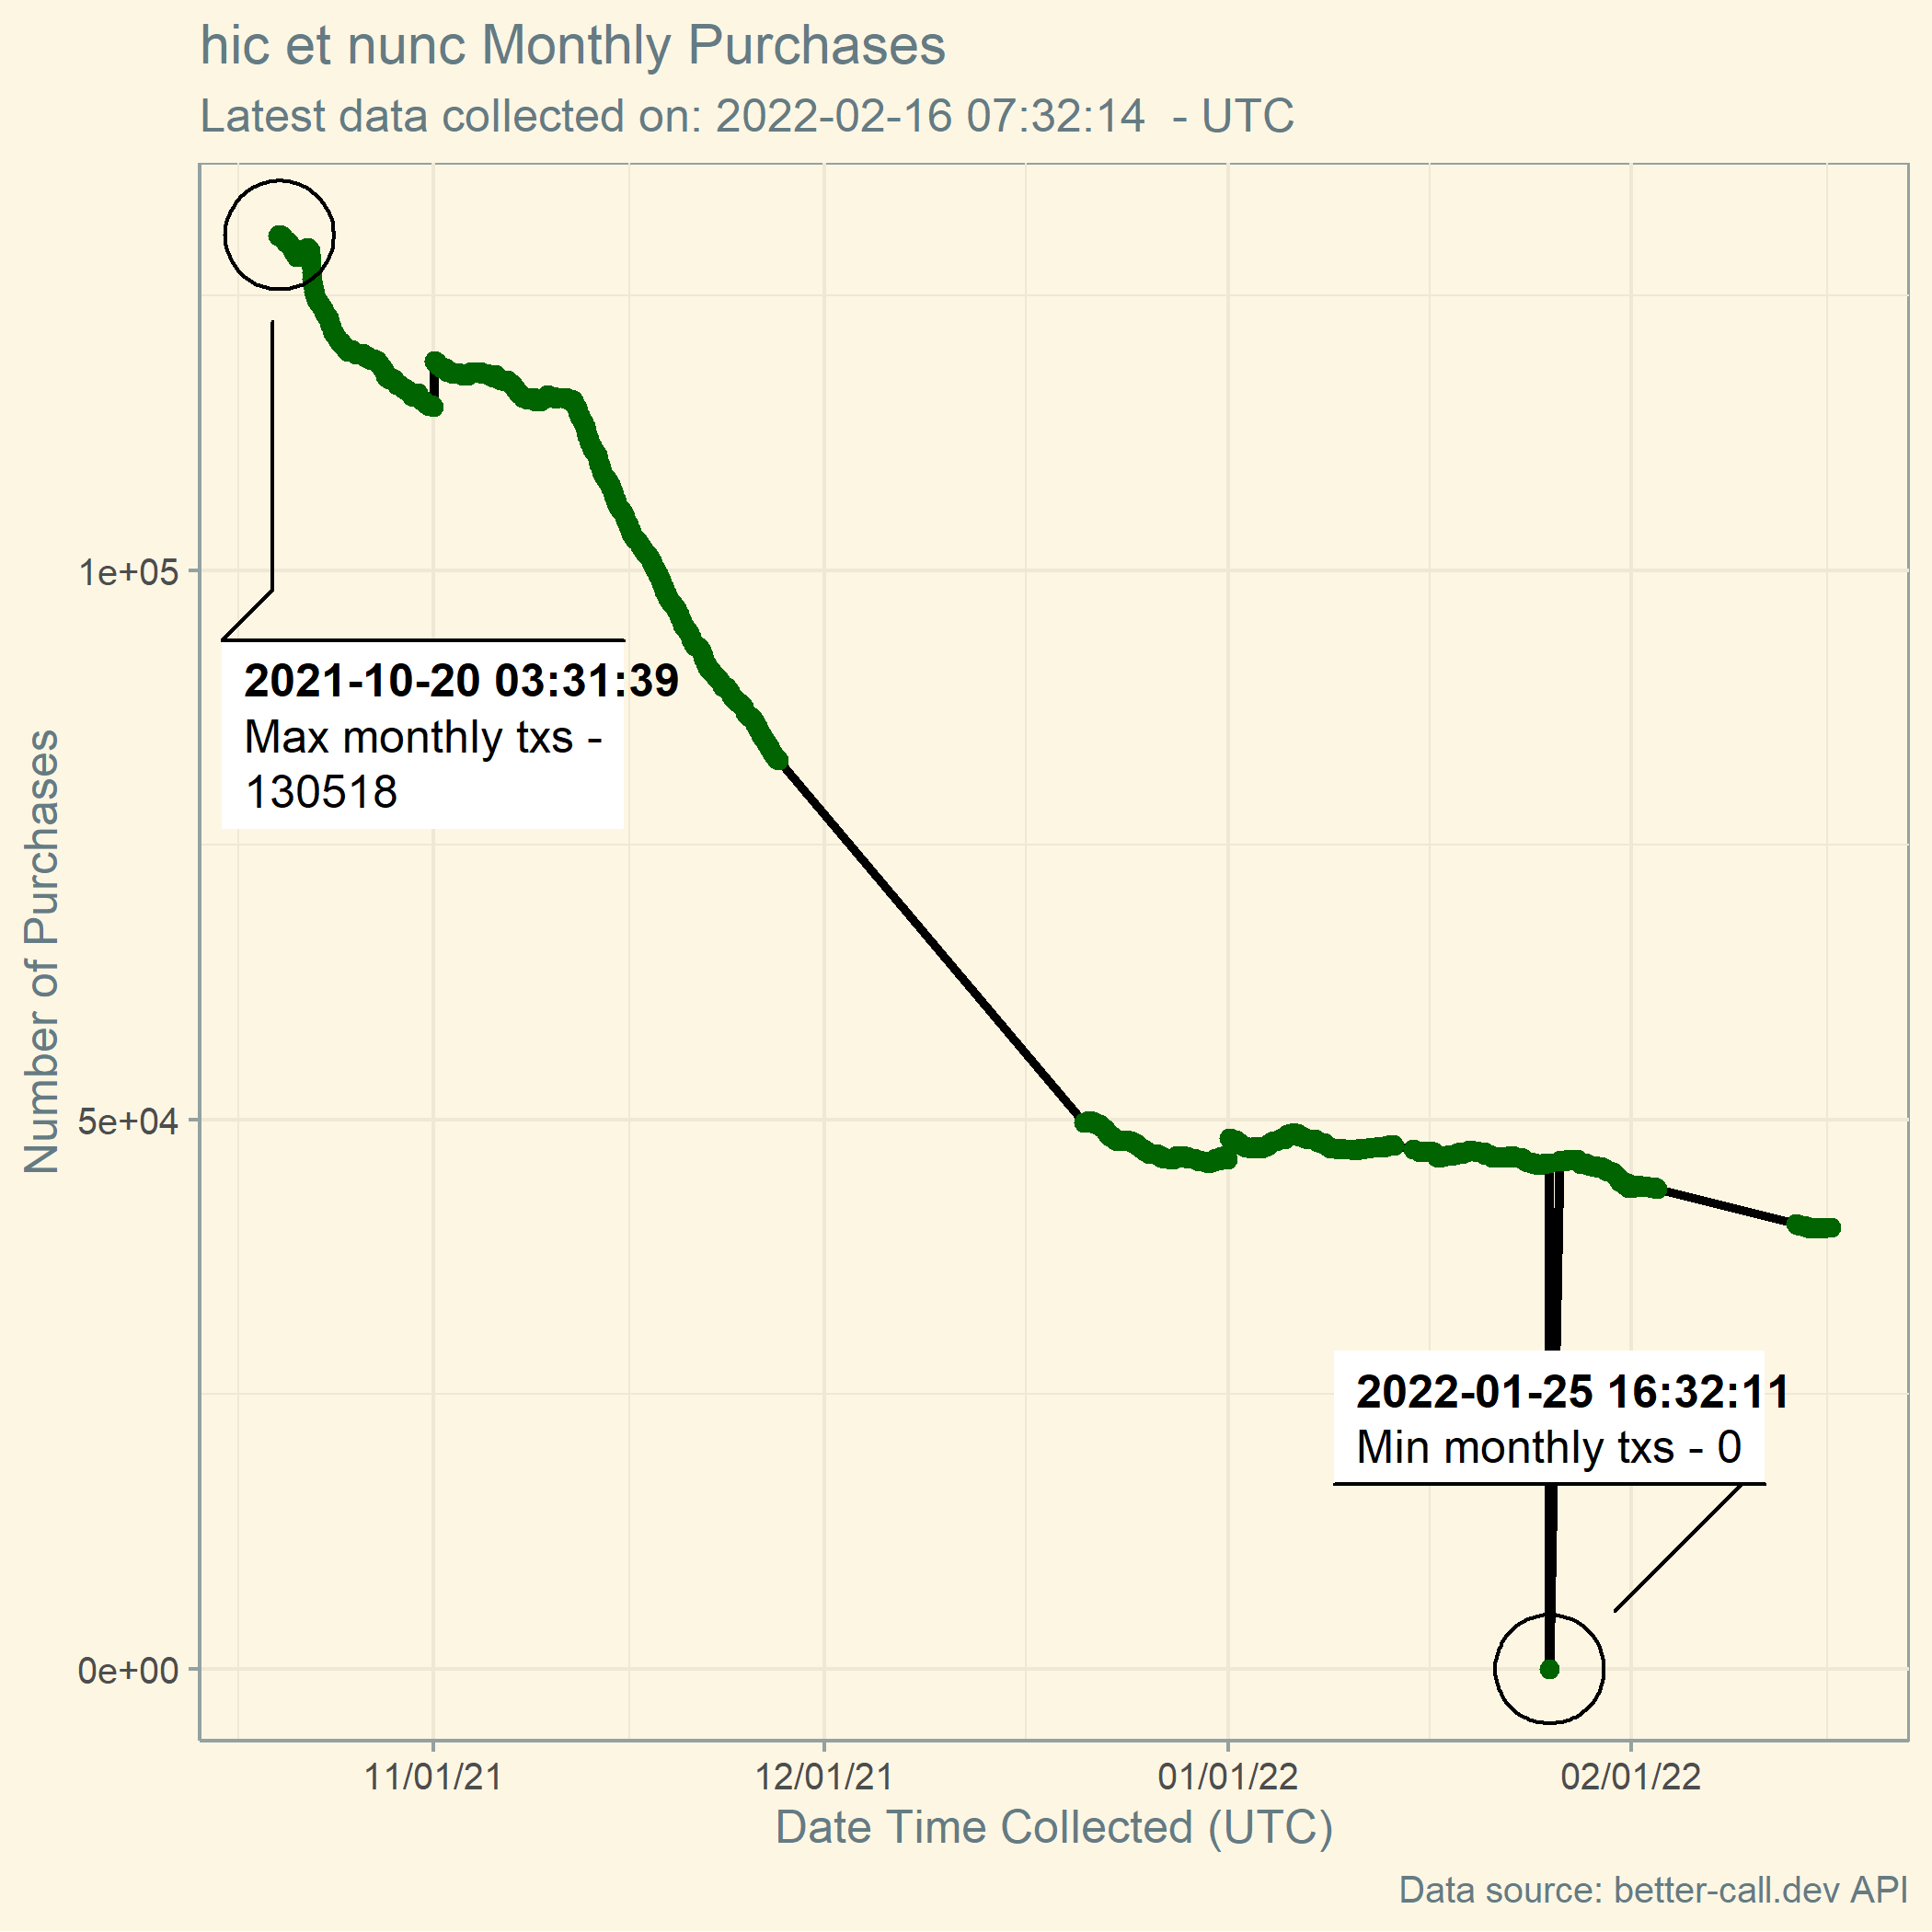 hic et nunc Monthly Purchases
Latest data collected on: 2022-02-16 07:32:14  - UTC
Number of Purchases
1e+05
5e+04
0e+00
2021-10-20 03:31:39
Max monthly txs -
130518
2022-01-25 16:32:11
Min monthly txs - 0
11/01/21
12/01/21
01/01/22
02/01/22
Date Time Collected (UTC)
Data source: better-call.dev API